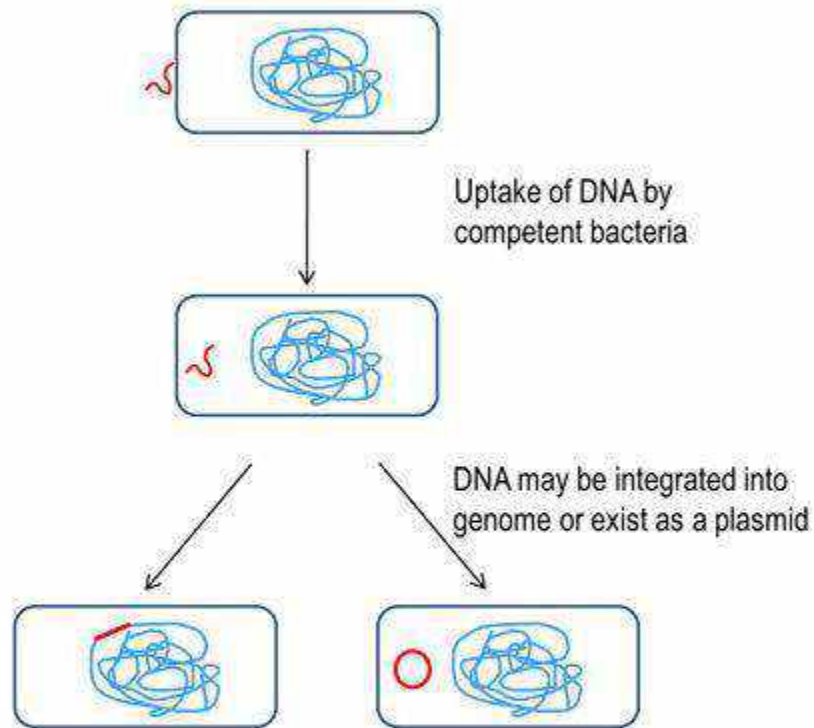 Uptake of DNA by
competent bacteria
DNA may be integrated into
genome or exist as a plasmid